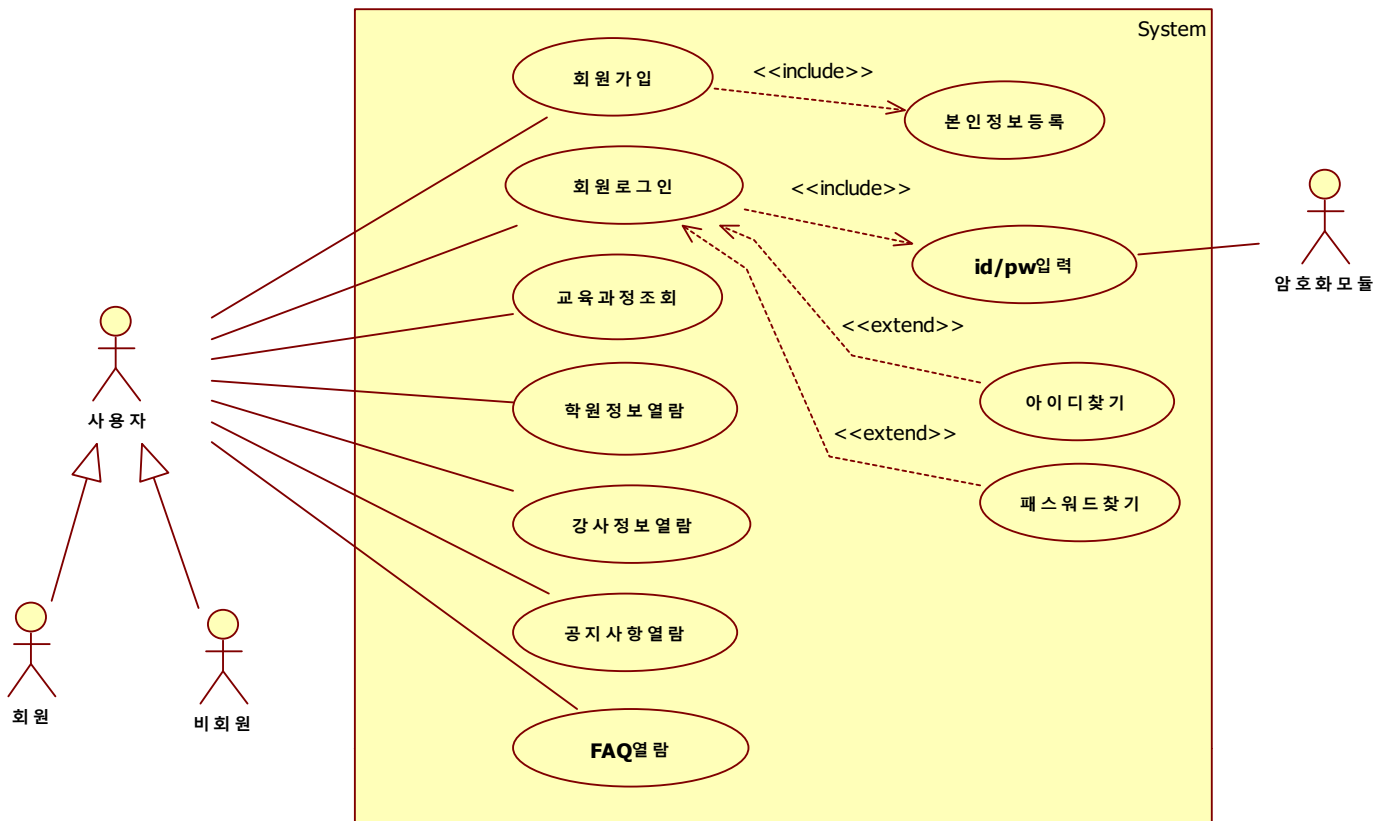 System
회원가입
<<include>>
본인정보등록
회원로그인
<<include>>
id/pw입력
암호화모듈
교육과정조회
<<extend>>
사용자
학원정보열람
아이디찾기
<<extend>>
패스워드찾기
강사정보열람
공지사항열람
회원
비회원
FAQ열람